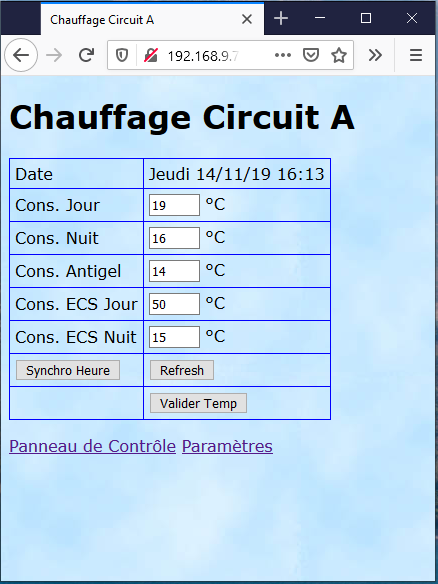 Chauffage Circuit A
192.168.9.7
Chauffage Circuit A
Date Jeudi 14/11/19 16:13
Cons. Jour 19 °C
Cons. Nuit 16 °C
Cons. Antigel 14 °C
Cons. ECS Jour 50 °C
Cons. ECS Nuit 15 °C
Synchro Heure Refresh
Valider Temp
Panneau de Contrôle Paramètres